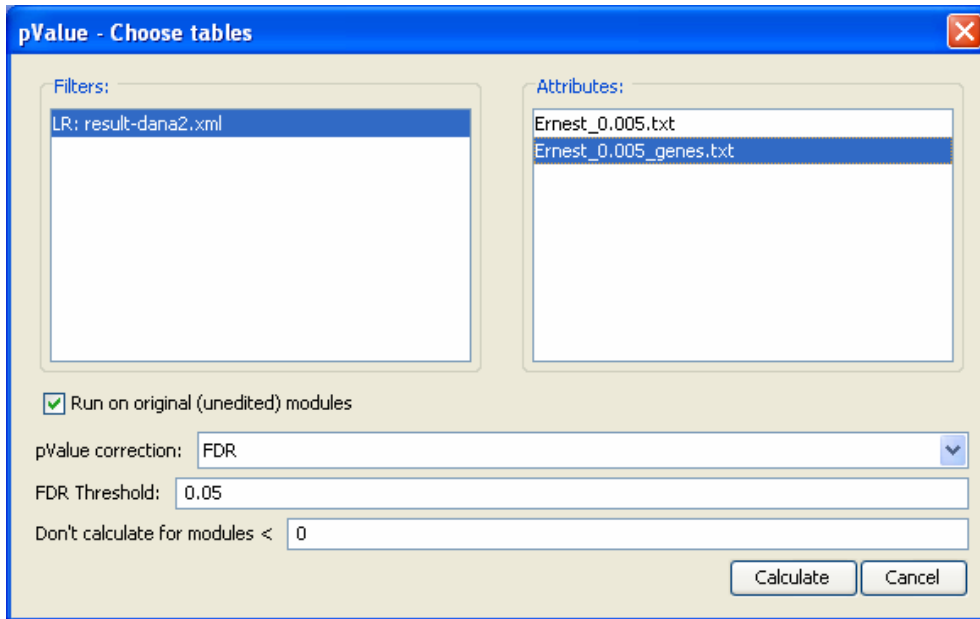 pValue - Choose tables
Filters:
LR: result-dana2.xml
Attributes:
Ernest_0.005.txt
Ernest_0.005_genes.txt
Run on original (unedited) modules
pValue correction: FDR
FDR Threshold: 0.05
Don't calculate for modules < 0
Calculate Cancel